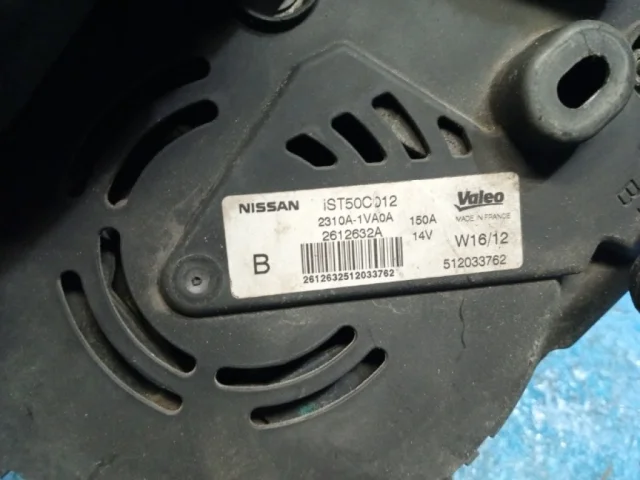 NISSAN IST50C012 Valeo
2310A-1VA0A 150A MADE IN FRANCE
2612632A 14V W16/12
B 512033762
2612632512033762